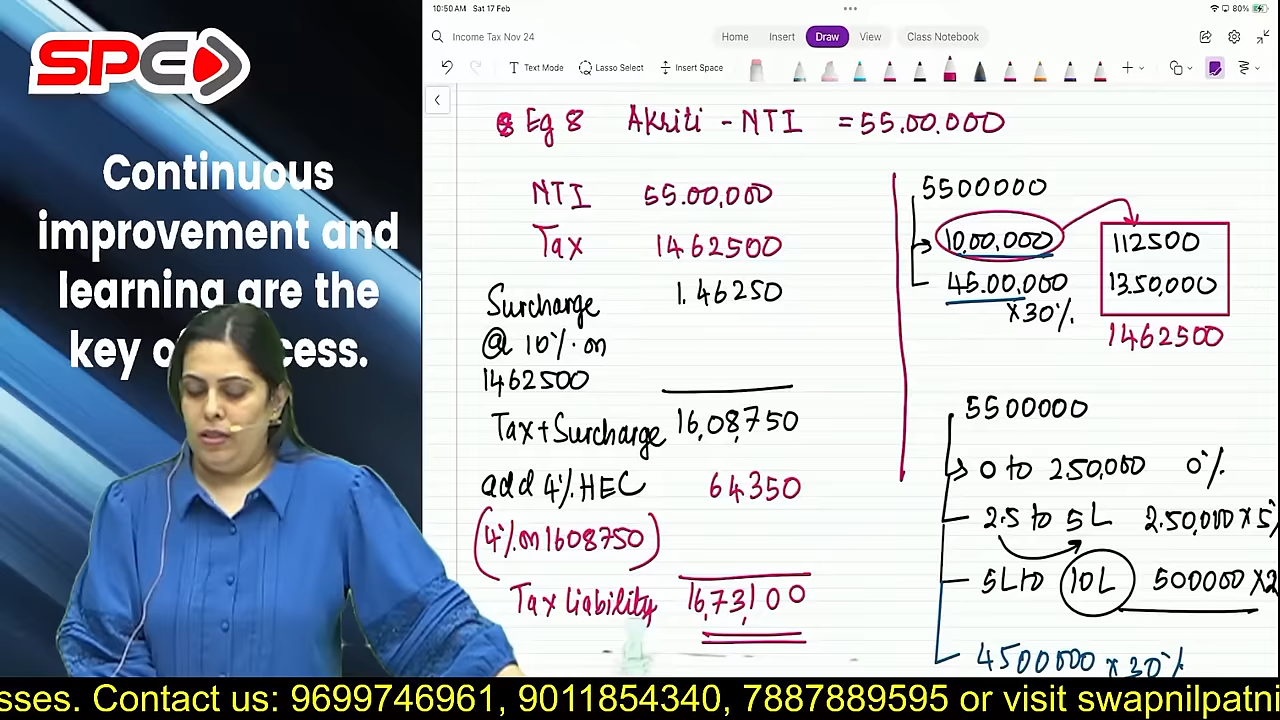 10:50 AM Sat 17 Feb
80%
SPC
Continuous
improvement and
learning are the
key o cess.
Income Tax Nov 24
Home Insert Draw View Class Notebook
Text Mode Lasso Select Insert Space
Eg 8 Akriti - NTI = 55.00.000
NTI 55.00,000
Tax 1462500
Surcharge 1.46250
@ 10% on
1462500
Tax+Surcharge 16,08,750
add 4% HEC 64350
(4% on 1608750)
Tax liability 16,73,100
5500000
10.00.000 112500
45.00.000 13.50,000
x30%
1462500
5500000
0 to 250,000 0%
2.5 to 5L 2.50,000 x 5%
5L to 10L 500000 x 2
4500000 x 30%
sses. Contact us: 9699746961, 9011854340, 7887889595 or visit swapnilpatni